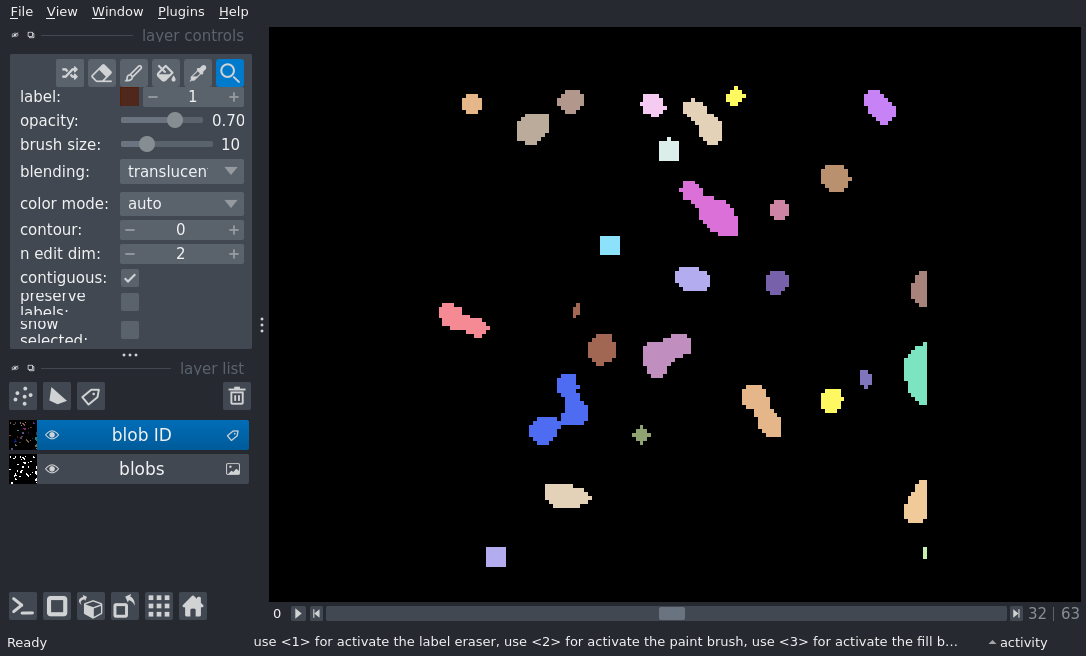 File View Window Plugins Help
layer controls
label: 1
opacity: 0.70
brush size: 10
blending: translucen
color mode: auto
contour: 0
n edit dim: 2
contiguous:
preserve
labels:
show
selected:
layer list
blob ID
blobs
0 32 63
Ready use <1> for activate the label eraser, use <2> for activate the paint brush, use <3> for activate the fill b... activity